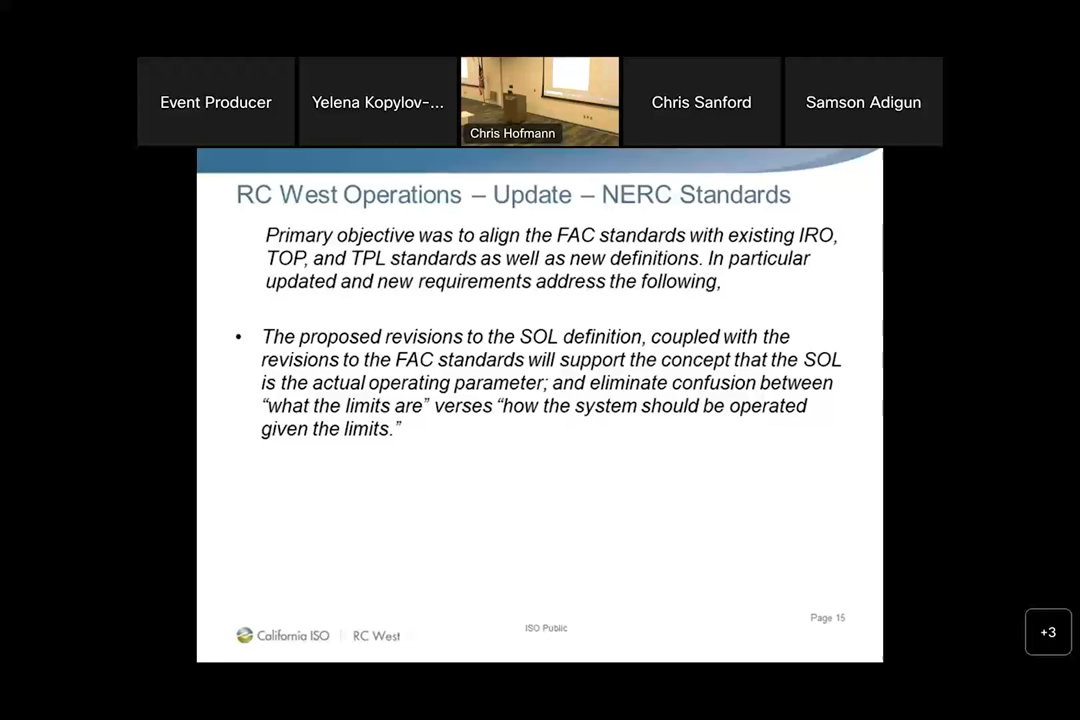 Event Producer
Yelena Kopylov-...
Chris Hofmann
Chris Sanford
Samson Adigun
RC West Operations – Update – NERC Standards
Primary objective was to align the FAC standards with existing IRO,
TOP, and TPL standards as well as new definitions. In particular
updated and new requirements address the following,
• The proposed revisions to the SOL definition, coupled with the
revisions to the FAC standards will support the concept that the SOL
is the actual operating parameter; and eliminate confusion between
“what the limits are” verses “how the system should be operated
given the limits.”
California ISO | RC West
ISO Public
Page 15
+3